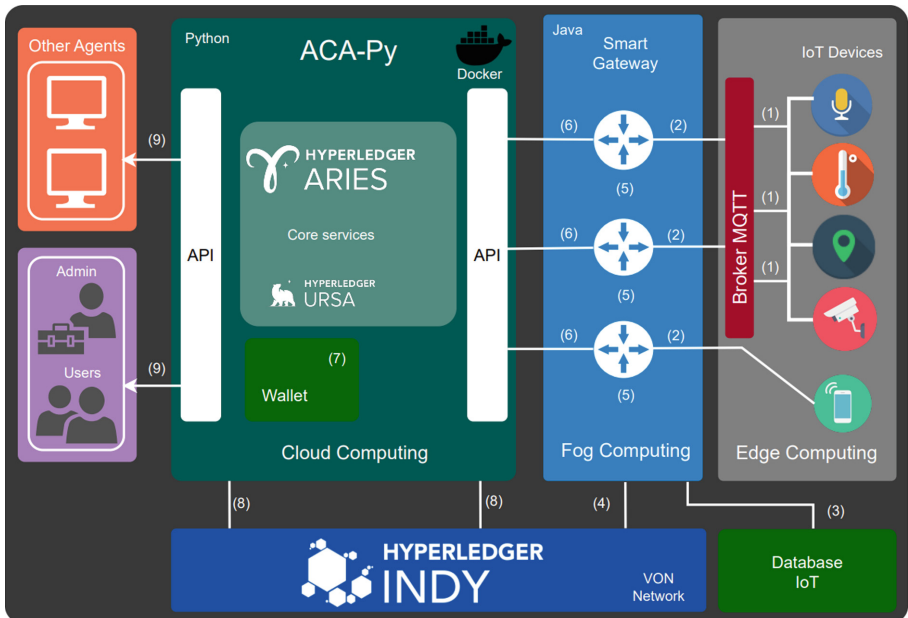 Other Agents
(9)
Admin
Users
(9)
Python
ACA-Py
Docker
API
HYPERLEDGER
ARIES
Core services
HYPERLEDGER
URSA
(7)
Wallet
API
Cloud Computing
Java
Smart
Gateway
(6)
(2)
(5)
(6)
(2)
(5)
(6)
(2)
(5)
Fog Computing
IoT Devices
Broker MQTT
(1)
(1)
(1)
Edge Computing
(8)
(8)
(4)
(3)
HYPERLEDGER
INDY
VON
Network
Database
IoT